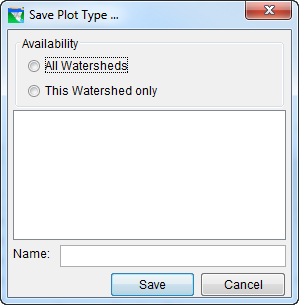 Save Plot Type ...
Availability
All Watersheds
This Watershed only
Name:
Save
Cancel